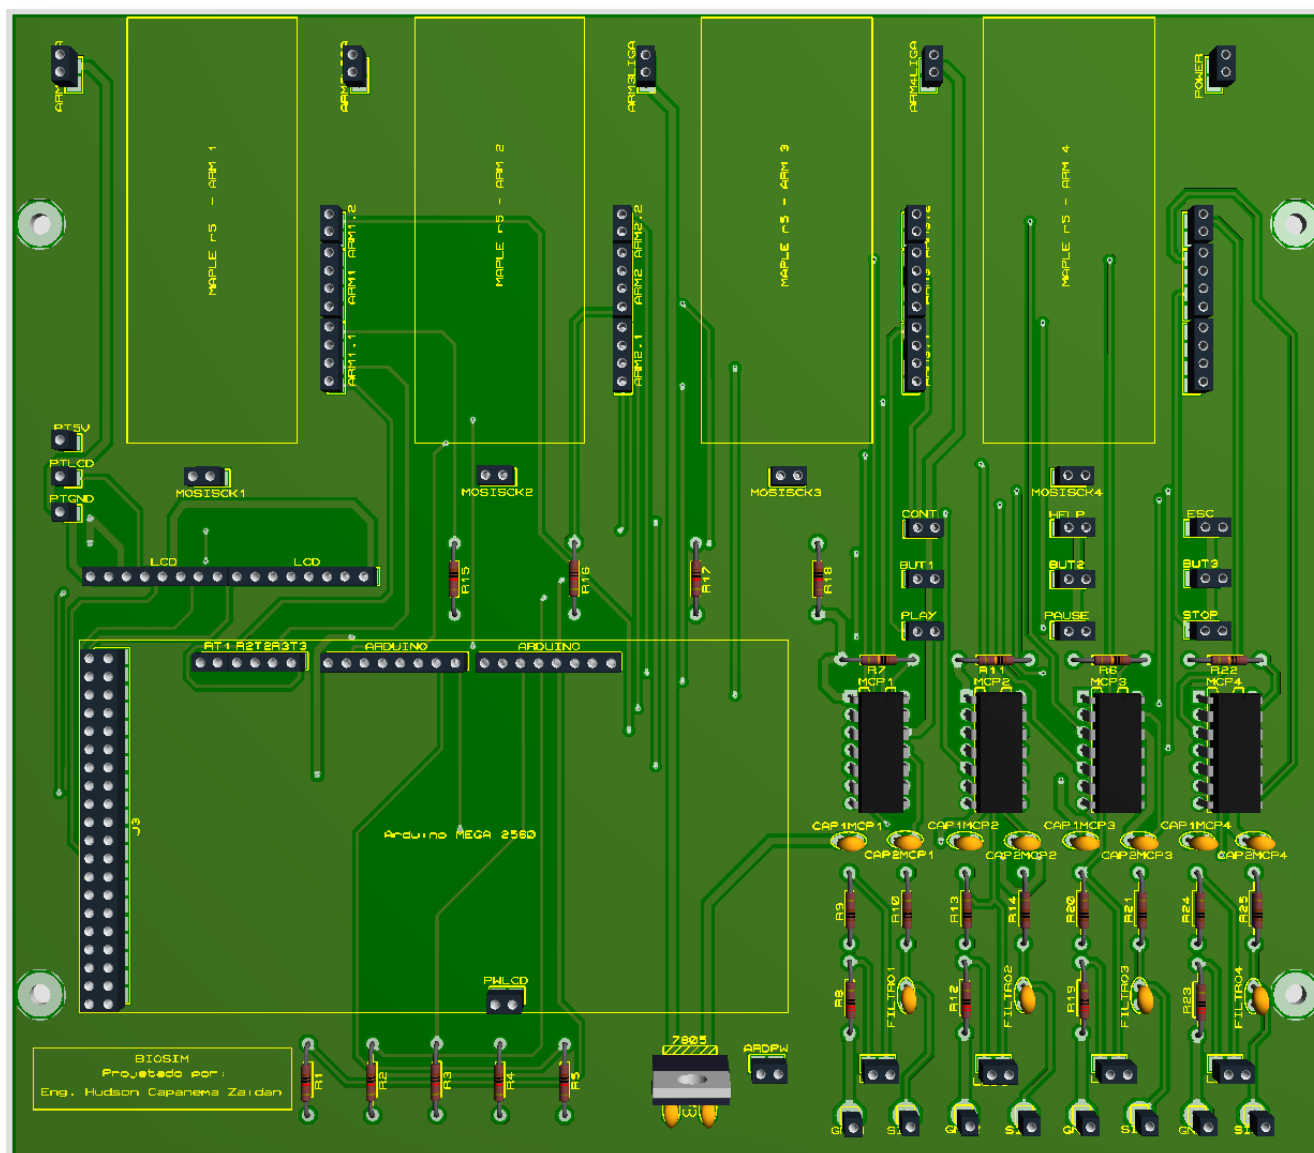 ARM3LIGA
ARM4LIGA
POWER
MAPLE r5 - ARM 1
MAPLE r5 - ARM 2
MAPLE r5 - ARM 3
MAPLE r5 - ARM 4
ARM1.2
ARM1
ARM1.1
ARM2.2
ARM2
ARM2.1
PT5V
PTLCD
PTGND
MOSISCK1
MOSISCK2
MOSISCK3
MOSISCK4
CONT
HELP
ESC
LCD
LCD
R15
R16
R17
R18
BUT1
BUT2
BUT3
PLAY
PAUSE
STOP
RT1 R2T2R3T3
ARDUINO
ARDUINO
R7
R11
R6
R22
MCP1
MCP2
MCP3
MCP4
J3
Arduino MEGA 2560
CAP1MCP1
CAP2MCP1
CAP1MCP2
CAP2MCP2
CAP1MCP3
CAP2MCP3
CAP1MCP4
CAP2MCP4
R9
R10
R13
R14
R20
R21
R24
R25
PWLCD
R8
FILTRO1
R12
FILTRO2
R19
FILTRO3
R23
FILTRO4
7805
ARDPW
BIOSIM
Projetado por:
Eng. Hudson Capanema Zaidan
R1
R2
R3
R4
R5